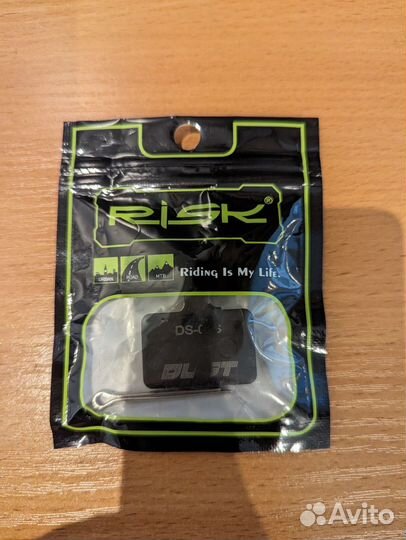 RISK®
URBAN ROAD MTB Riding Is My Life.
Avito